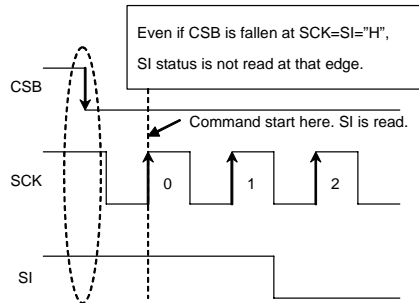 Even if CSB is fallen at SCK=SI=”H”,
SI status is not read at that edge.
CSB
Command start here. SI is read.
SCK
0
1
2
SI